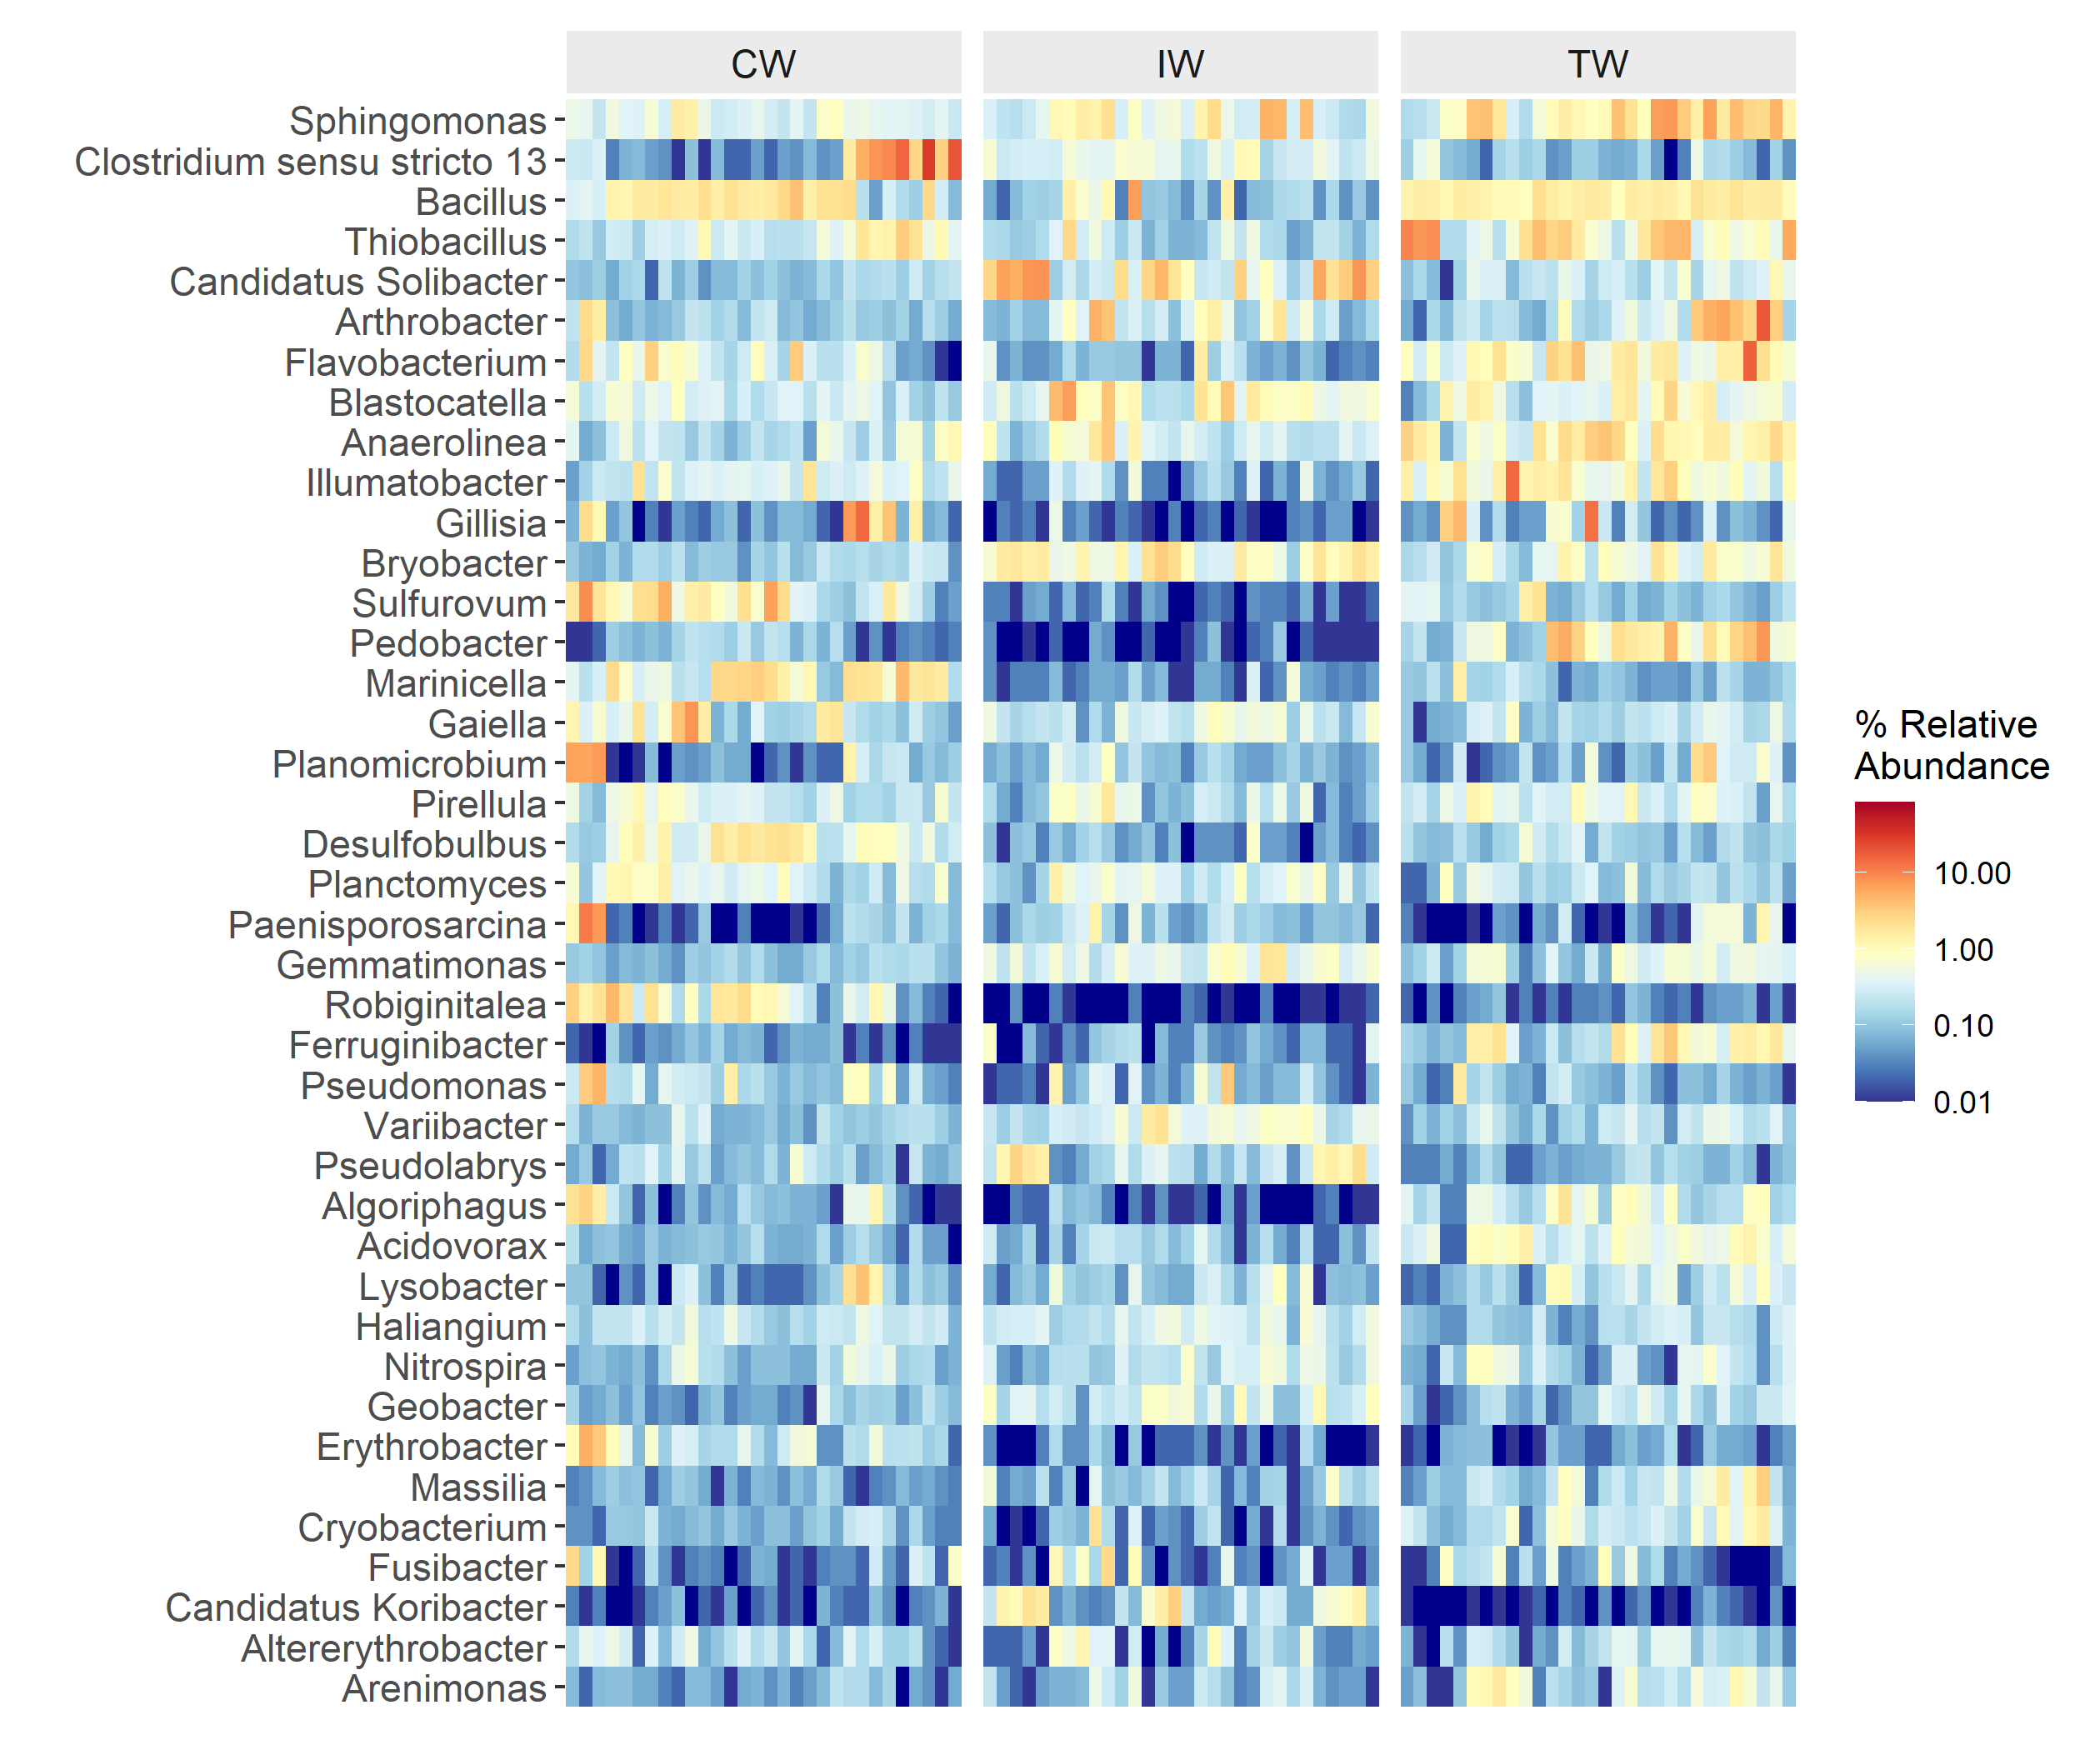 CW
IW
TW
Sphingomonas
Clostridium sensu stricto 13
Bacillus
Thiobacillus
Candidatus Solibacter
Arthrobacter
Flavobacterium
Blastocatella
Anaerolinea
Illumatobacter
Gillisia
Bryobacter
Sulfurovum
Pedobacter
Marinicella
Gaiella
Planomicrobium
Pirellula
Desulfobulbus
Planctomyces
Paenisporosarcina
Gemmatimonas
Robiginitalea
Ferruginibacter
Pseudomonas
Variibacter
Pseudolabrys
Algoriphagus
Acidovorax
Lysobacter
Haliangium
Nitrospira
Geobacter
Erythrobacter
Massilia
Cryobacterium
Fusibacter
Candidatus Koribacter
Altererythrobacter
Arenimonas
% Relative
Abundance
10.00
1.00
0.10
0.01